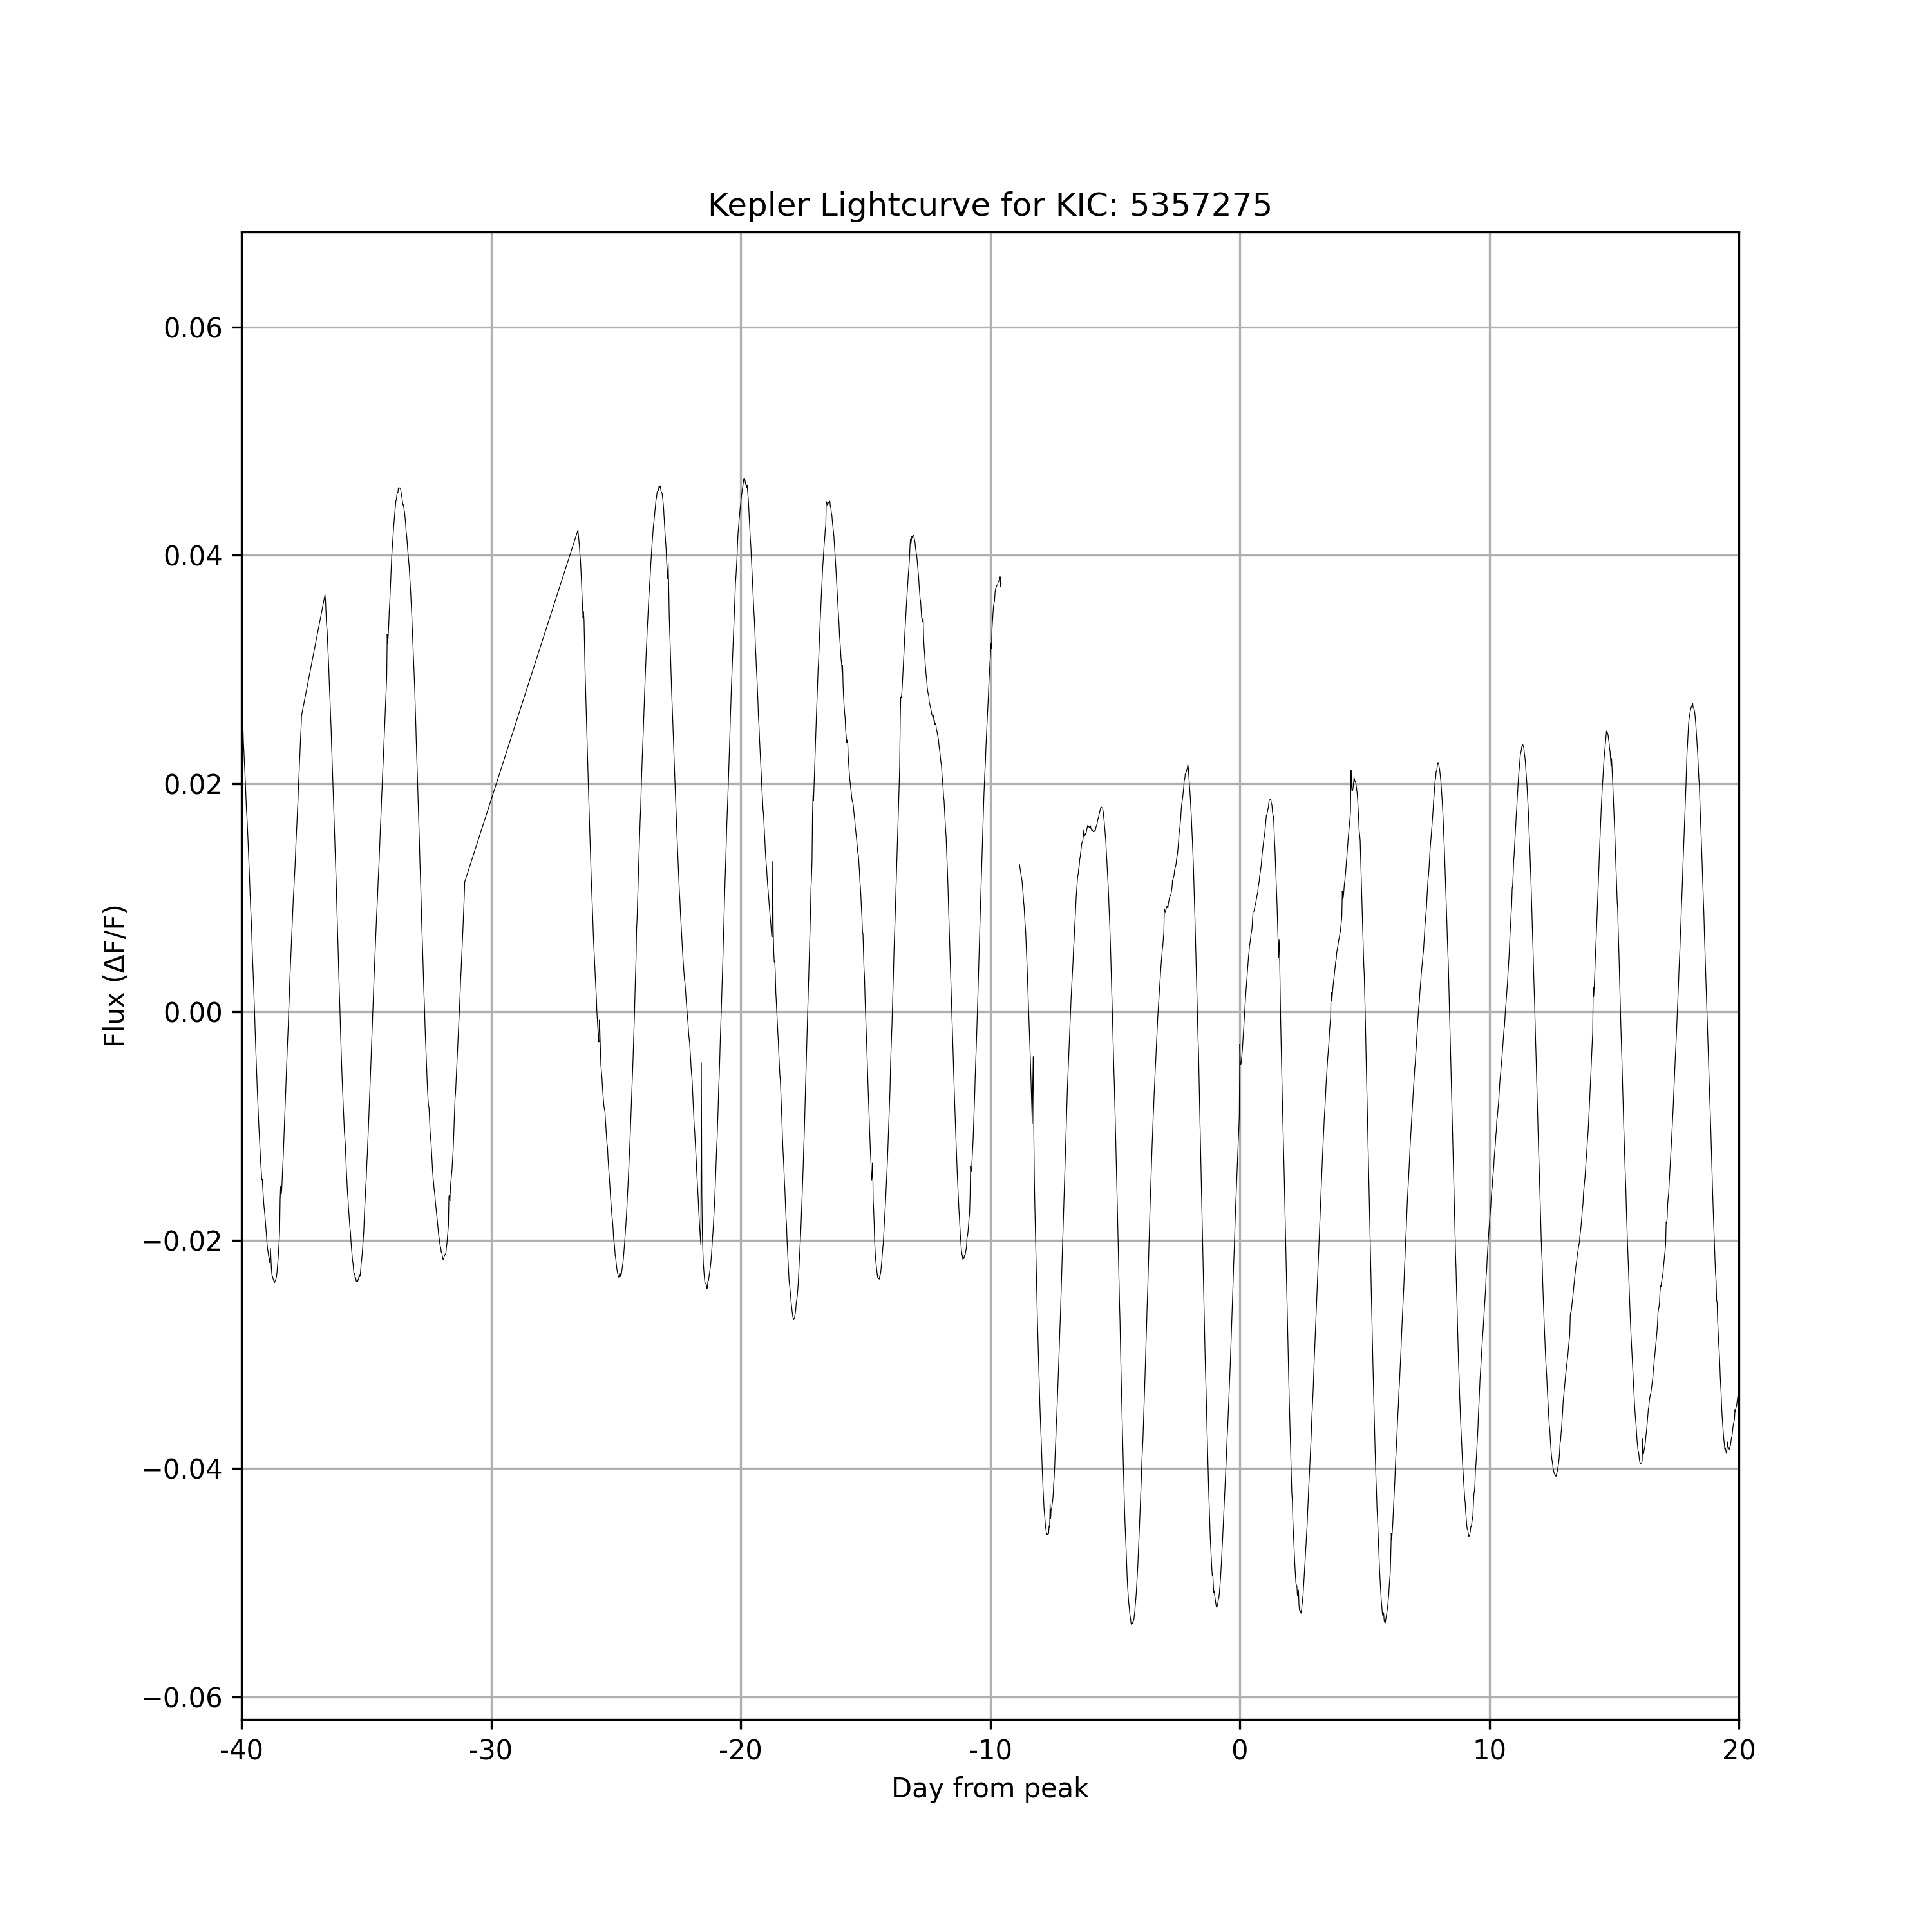 Kepler Lightcurve for KIC: 5357275
0.06
0.04
0.02
0.00
−0.02
−0.04
−0.06
Flux (ΔF/F)
-40 -30 -20 -10 0 10 20
Day from peak